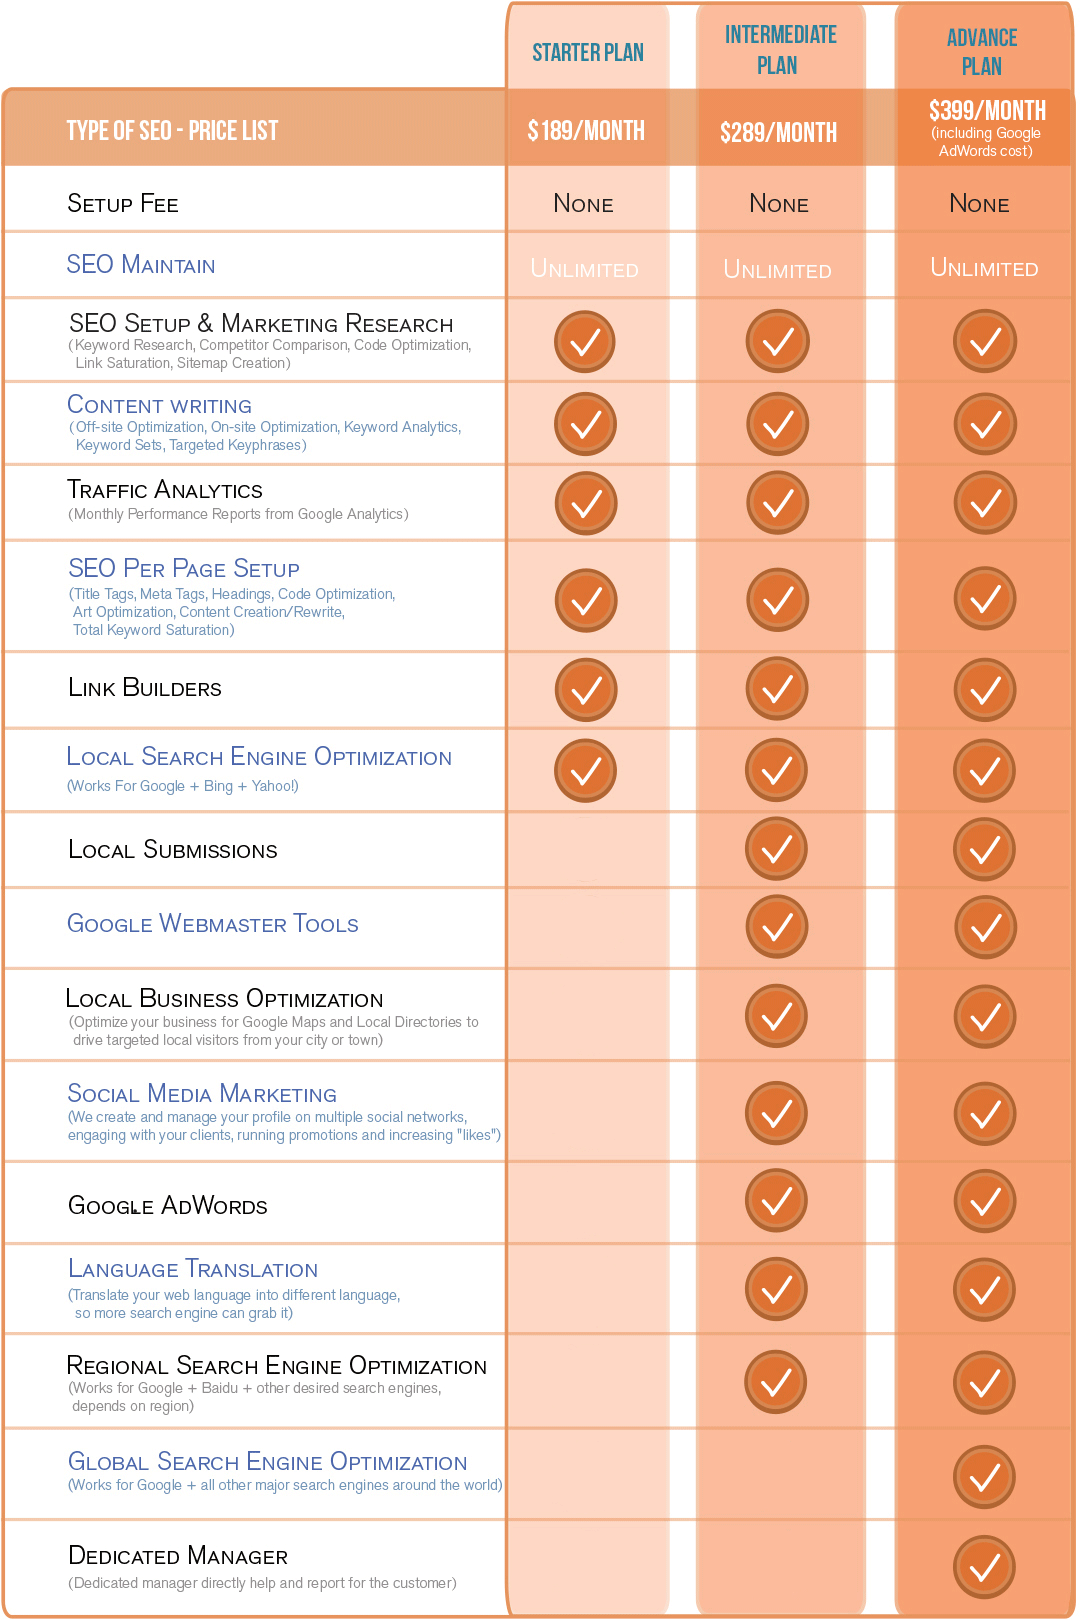 STARTER PLAN
INTERMEDIATE
PLAN
ADVANCE
PLAN
TYPE OF SEO - PRICE LIST
$189/MONTH
$289/MONTH
$399/MONTH
(including Google
AdWords cost)
SETUP FEE
NONE
NONE
NONE
SEO MAINTAIN
UNLIMITED
UNLIMITED
UNLIMITED
SEO SETUP & MARKETING RESEARCH
(Keyword Research, Competitor Comparison, Code Optimization,
Link Saturation, Sitemap Creation)
CONTENT WRITING
(Off-site Optimization, On-site Optimization, Keyword Analytics,
Keyword Sets, Targeted Keyphrases)
TRAFFIC ANALYTICS
(Monthly Performance Reports from Google Analytics)
SEO PER PAGE SETUP
(Title Tags, Meta Tags, Headings, Code Optimization,
Art Optimization, Content Creation/Rewrite,
Total Keyword Saturation)
LINK BUILDERS
LOCAL SEARCH ENGINE OPTIMIZATION
(Works For Google + Bing + Yahoo!)
LOCAL SUBMISSIONS
GOOGLE WEBMASTER TOOLS
LOCAL BUSINESS OPTIMIZATION
(Optimize your business for Google Maps and Local Directories to
drive targeted local visitors from your city or town)
SOCIAL MEDIA MARKETING
(We create and manage your profile on multiple social networks,
engaging with your clients, running promotions and increasing "likes")
GOOGLE ADWORDS
LANGUAGE TRANSLATION
(Translate your web language into different language,
so more search engine can grab it)
REGIONAL SEARCH ENGINE OPTIMIZATION
(Works for Google + Baidu + other desired search engines,
depends on region)
GLOBAL SEARCH ENGINE OPTIMIZATION
(Works for Google + all other major search engines around the world)
DEDICATED MANAGER
(Dedicated manager directly help and report for the customer)